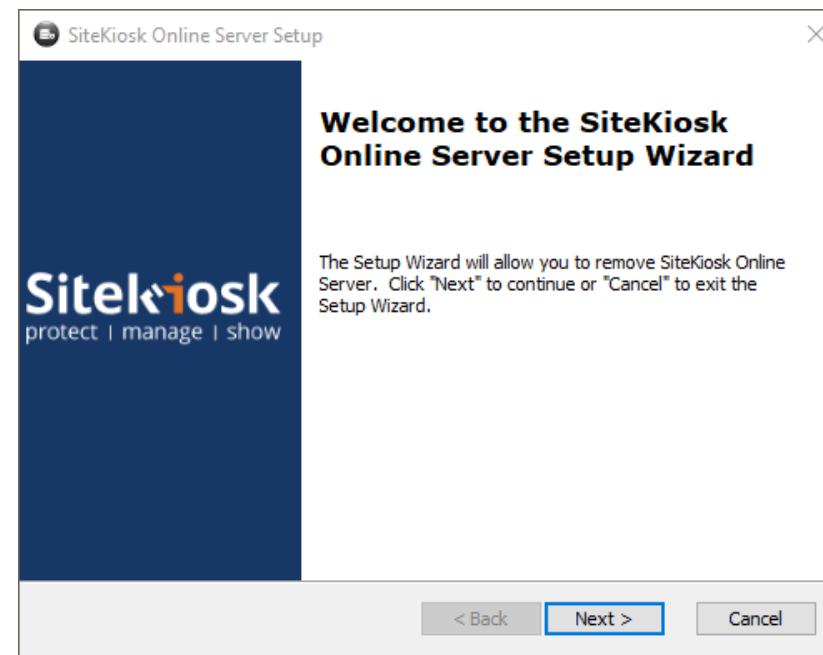 SiteKiosk Online Server Setup
Welcome to the SiteKiosk
Online Server Setup Wizard
The Setup Wizard will allow you to remove SiteKiosk Online
Server. Click "Next" to continue or "Cancel" to exit the
Setup Wizard.
Sitekiosk
protect | manage | show
< Back
Next >
Cancel